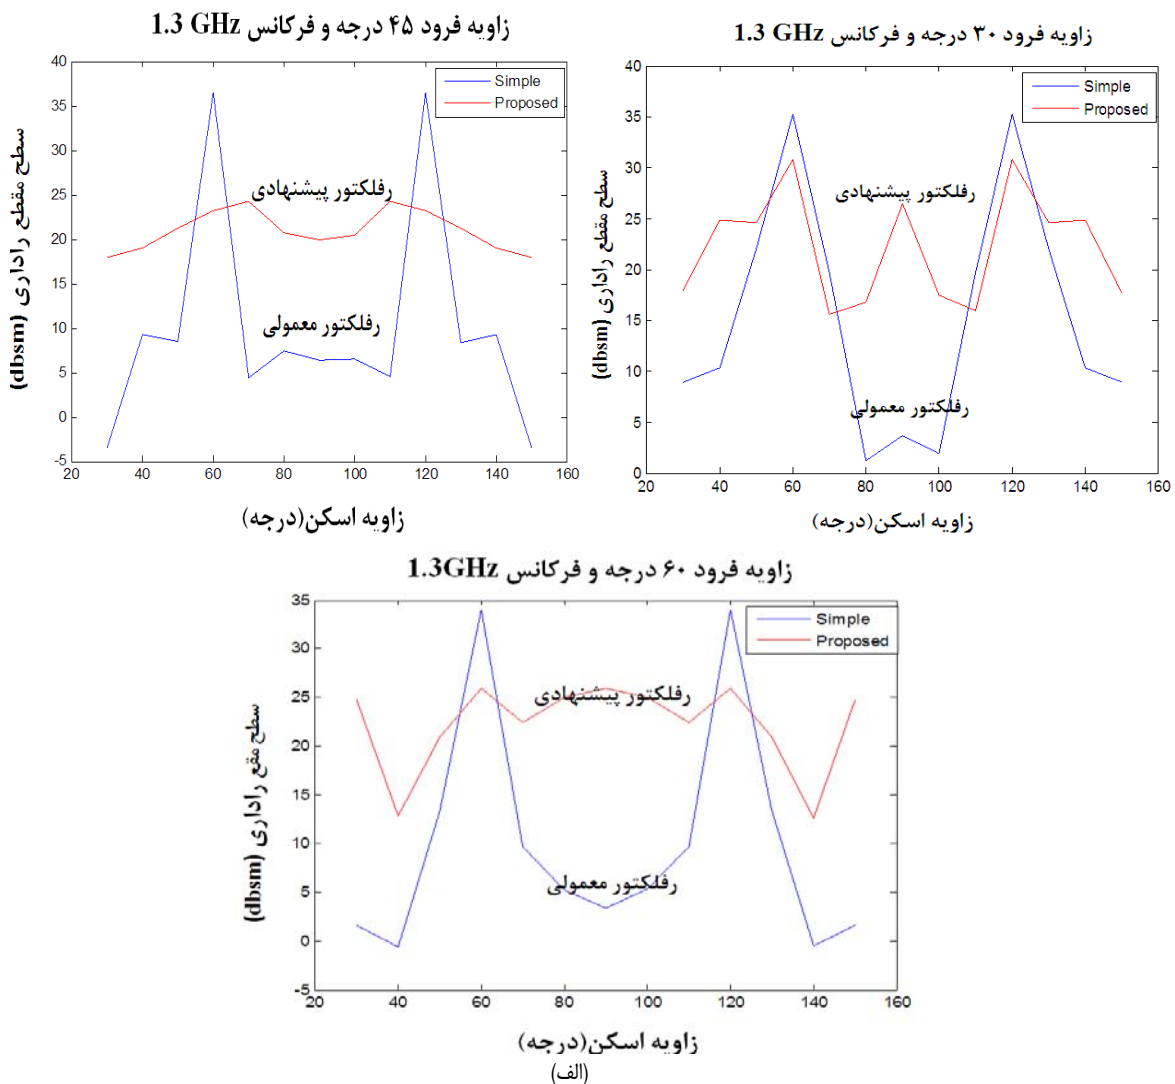 زاویه فرود ۴۵ درجه و فرکانس 1.3 GHz
40
35
30
25
20
15
10
5
0
-5
سطح مقطع راداری (dbsm)
Simple
Proposed
رفلکتور پیشنهادی
رفلکتور معمولی
20 40 60 80 100 120 140 160
زاویه اسکن(درجه)
زاویه فرود ۳۰ درجه و فرکانس 1.3 GHz
40
35
30
25
20
15
10
5
0
سطح مقطع راداری (dbsm)
Simple
Proposed
رفلکتور پیشنهادی
رفلکتور معمولی
20 40 60 80 100 120 140 160
زاویه اسکن(درجه)
زاویه فرود ۶۰ درجه و فرکانس 1.3GHz
35
30
25
20
15
10
5
0
-5
سطح مقع راداری (dbsm)
Simple
Proposed
رفلکتور پیشنهادی
رفلکتور معمولی
20 40 60 80 100 120 140 160
زاویه اسکن(درجه)
(الف)